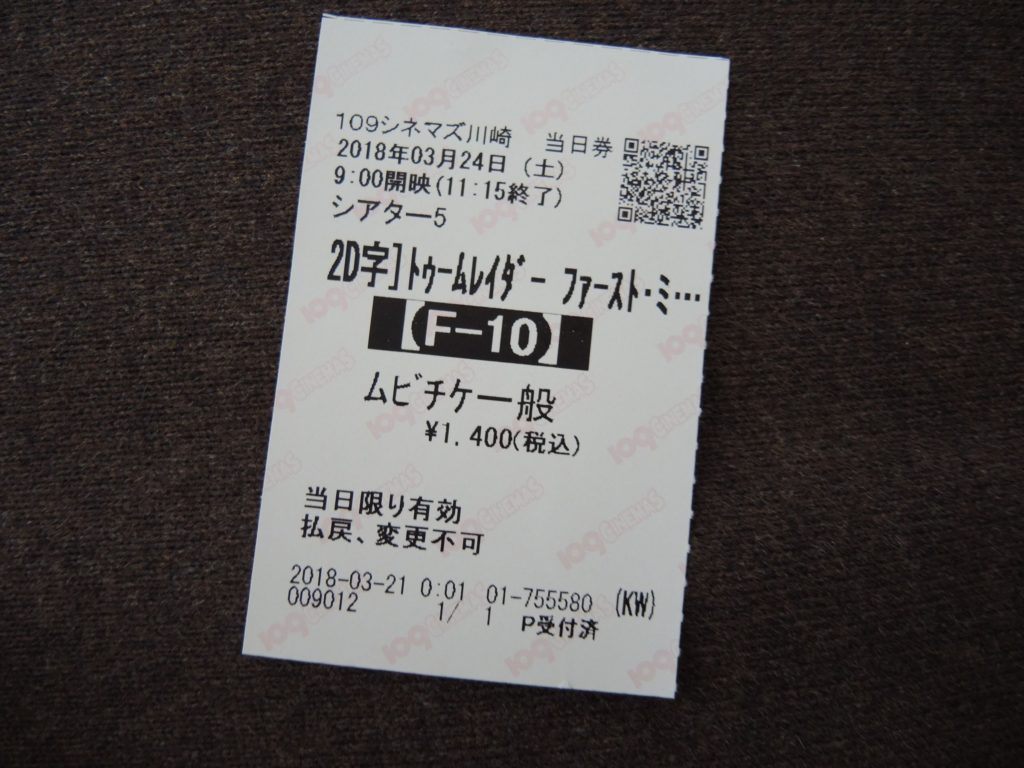 109シネマズ川崎 当日券
2018年03月24日 (土)
9:00開映(11:15終了)
シアター5
2D字]トゥームレイダー ファースト・ミ…
【F-10】
ムビチケ一般
¥1,400(税込)
当日限り有効
払戻、変更不可
2018-03-21 0:01 01-755580 (KW)
009012 1/ 1 P受付済
109 CINEMAS